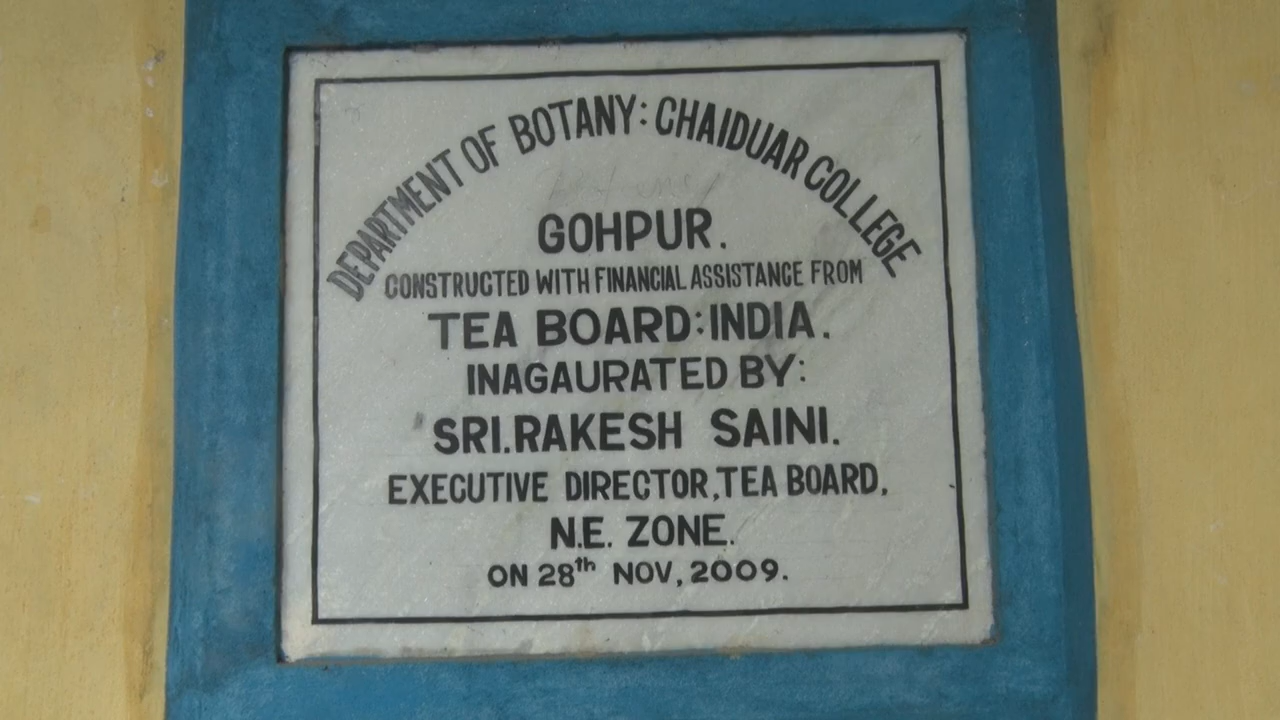 DEPARTMENT OF BOTANY: CHAIDUAR COLLEGE
GOHPUR.
CONSTRUCTED WITH FINANCIAL ASSISTANCE FROM
TEA BOARD:INDIA.
INAGAURATED BY:
SRI.RAKESH SAINI.
EXECUTIVE DIRECTOR,TEA BOARD,
N.E. ZONE.
ON 28th NOV, 2009.